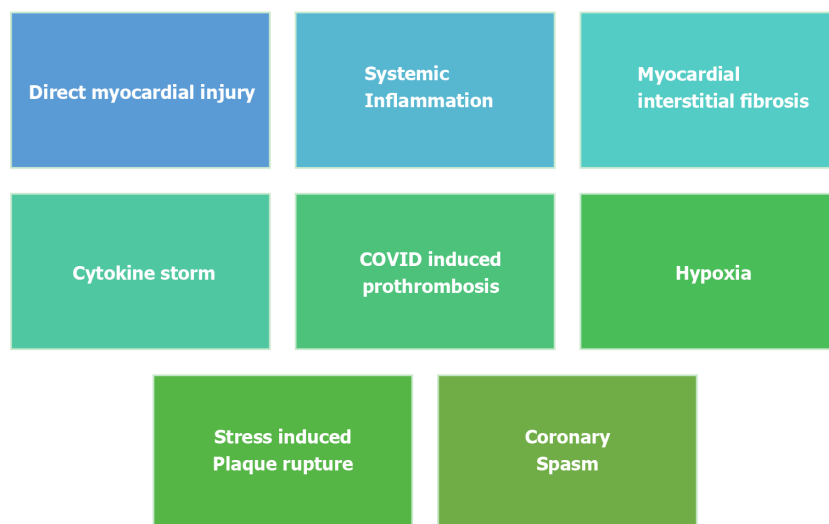 Direct myocardial injury
Systemic
Inflammation
Myocardial
interstitial fibrosis
Cytokine storm
COVID induced
prothrombosis
Hypoxia
Stress induced
Plaque rupture
Coronary
Spasm